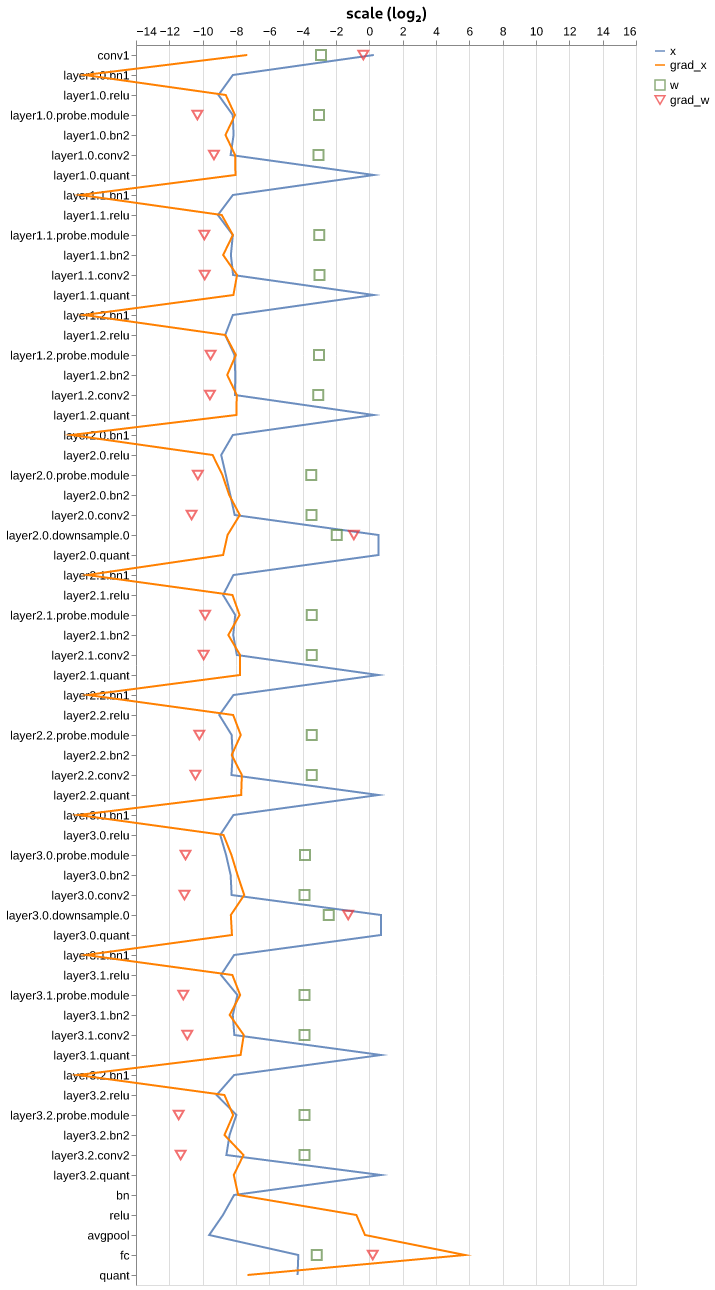 scale (log₂)
−14 −12 −10 −8 −6 −4 −2 0 2 4 6 8 10 12 14 16
x
grad_x
w
grad_w
conv1
layer1.0.bn1
layer1.0.relu
layer1.0.probe.module
layer1.0.bn2
layer1.0.conv2
layer1.0.quant
layer1.1.bn1
layer1.1.relu
layer1.1.probe.module
layer1.1.bn2
layer1.1.conv2
layer1.1.quant
layer1.2.bn1
layer1.2.relu
layer1.2.probe.module
layer1.2.bn2
layer1.2.conv2
layer1.2.quant
layer2.0.bn1
layer2.0.relu
layer2.0.probe.module
layer2.0.bn2
layer2.0.conv2
layer2.0.downsample.0
layer2.0.quant
layer2.1.bn1
layer2.1.relu
layer2.1.probe.module
layer2.1.bn2
layer2.1.conv2
layer2.1.quant
layer2.2.bn1
layer2.2.relu
layer2.2.probe.module
layer2.2.bn2
layer2.2.conv2
layer2.2.quant
layer3.0.bn1
layer3.0.relu
layer3.0.probe.module
layer3.0.bn2
layer3.0.conv2
layer3.0.downsample.0
layer3.0.quant
layer3.1.bn1
layer3.1.relu
layer3.1.probe.module
layer3.1.bn2
layer3.1.conv2
layer3.1.quant
layer3.2.bn1
layer3.2.relu
layer3.2.probe.module
layer3.2.bn2
layer3.2.conv2
layer3.2.quant
bn
relu
avgpool
fc
quant